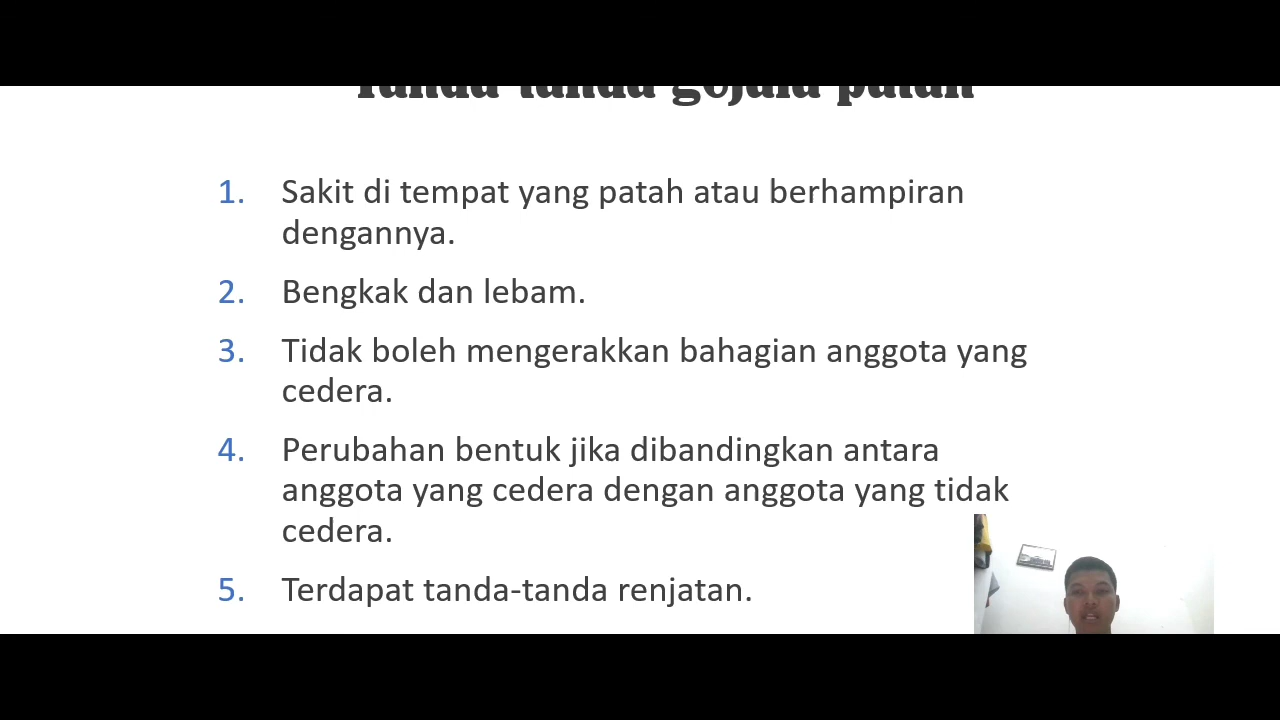 Tanda-tanda gejala patah
1. Sakit di tempat yang patah atau berhampiran
dengannya.
2. Bengkak dan lebam.
3. Tidak boleh mengerakkan bahagian anggota yang
cedera.
4. Perubahan bentuk jika dibandingkan antara
anggota yang cedera dengan anggota yang tidak
cedera.
5. Terdapat tanda-tanda renjatan.